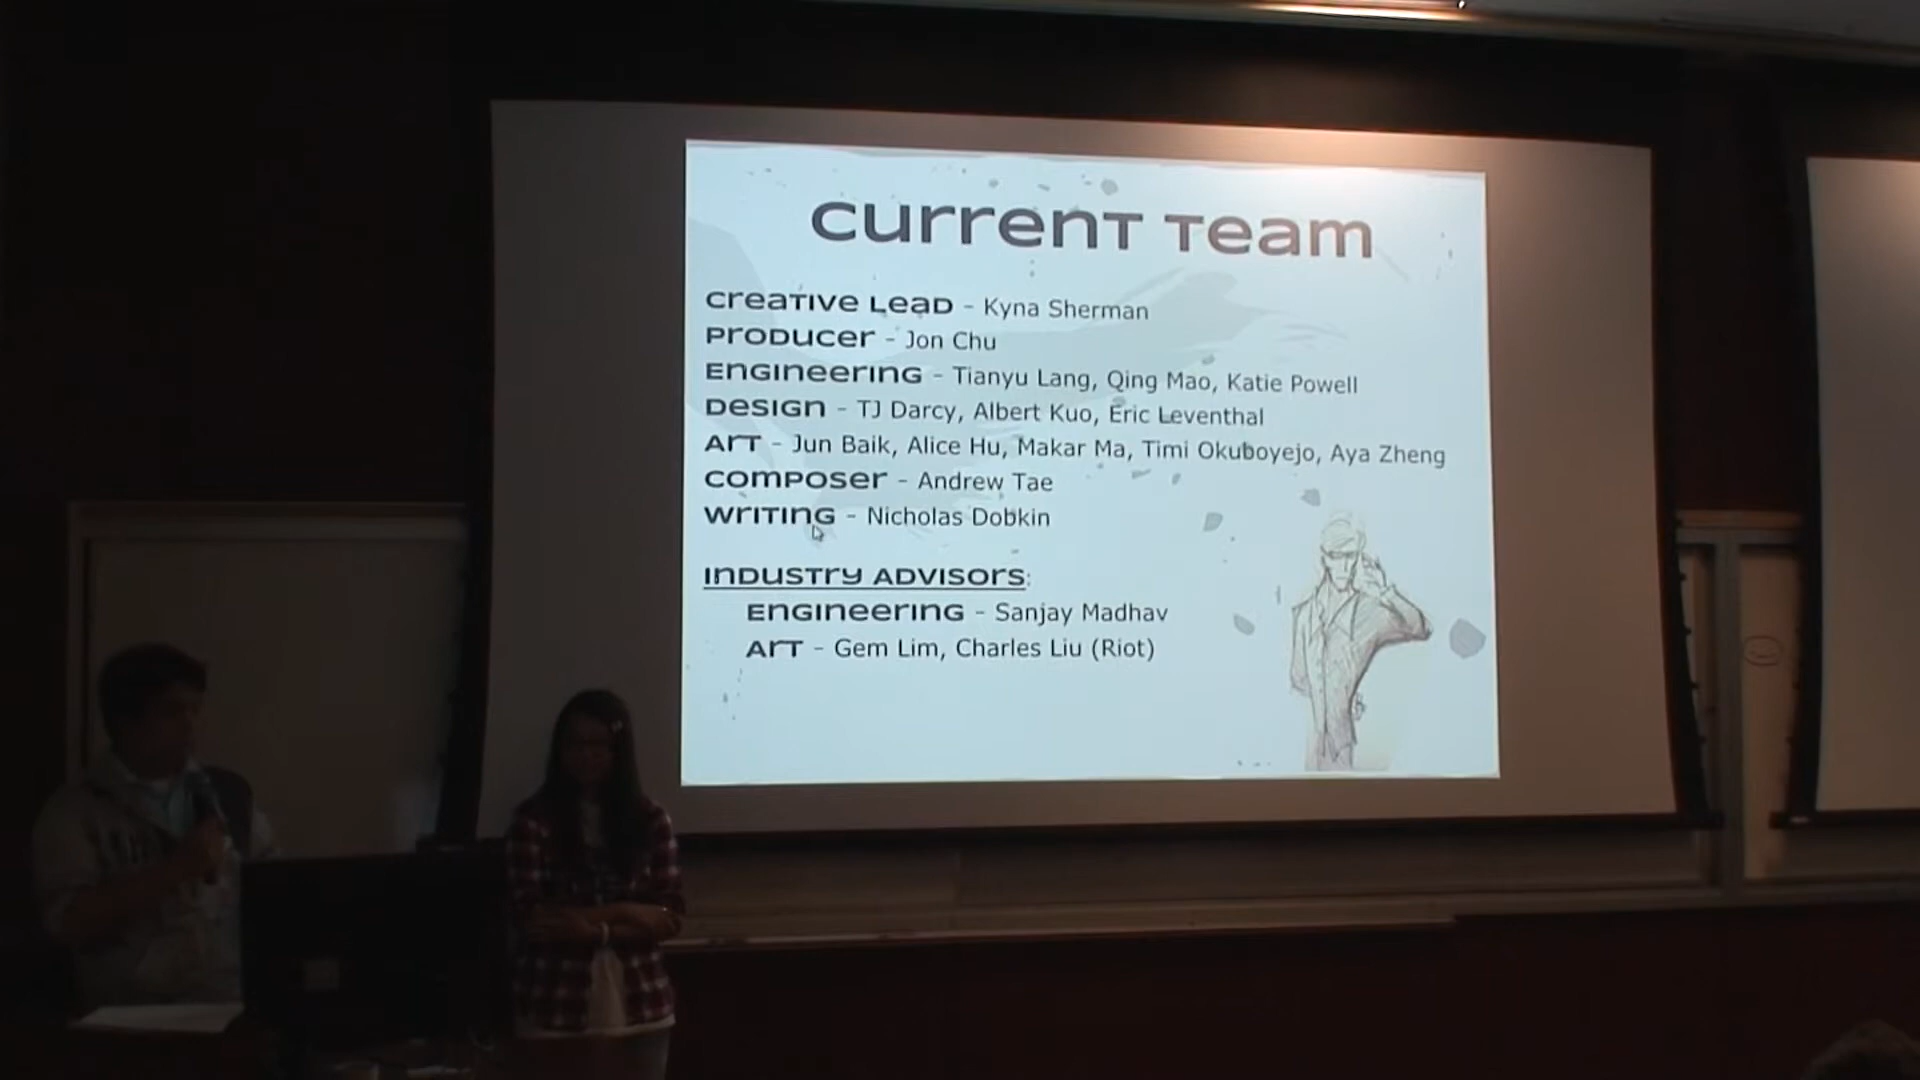 Current Team
Creative Lead - Kyna Sherman
Producer - Jon Chu
Engineering - Tianyu Lang, Qing Mao, Katie Powell
Design - TJ Darcy, Albert Kuo, Eric Leventhal
Art - Jun Baik, Alice Hu, Makar Ma, Timi Okuboyejo, Aya Zheng
Composer - Andrew Tae
Writing - Nicholas Dobkin
Industry Advisors:
Engineering - Sanjay Madhav
Art - Gem Lim, Charles Liu (Riot)